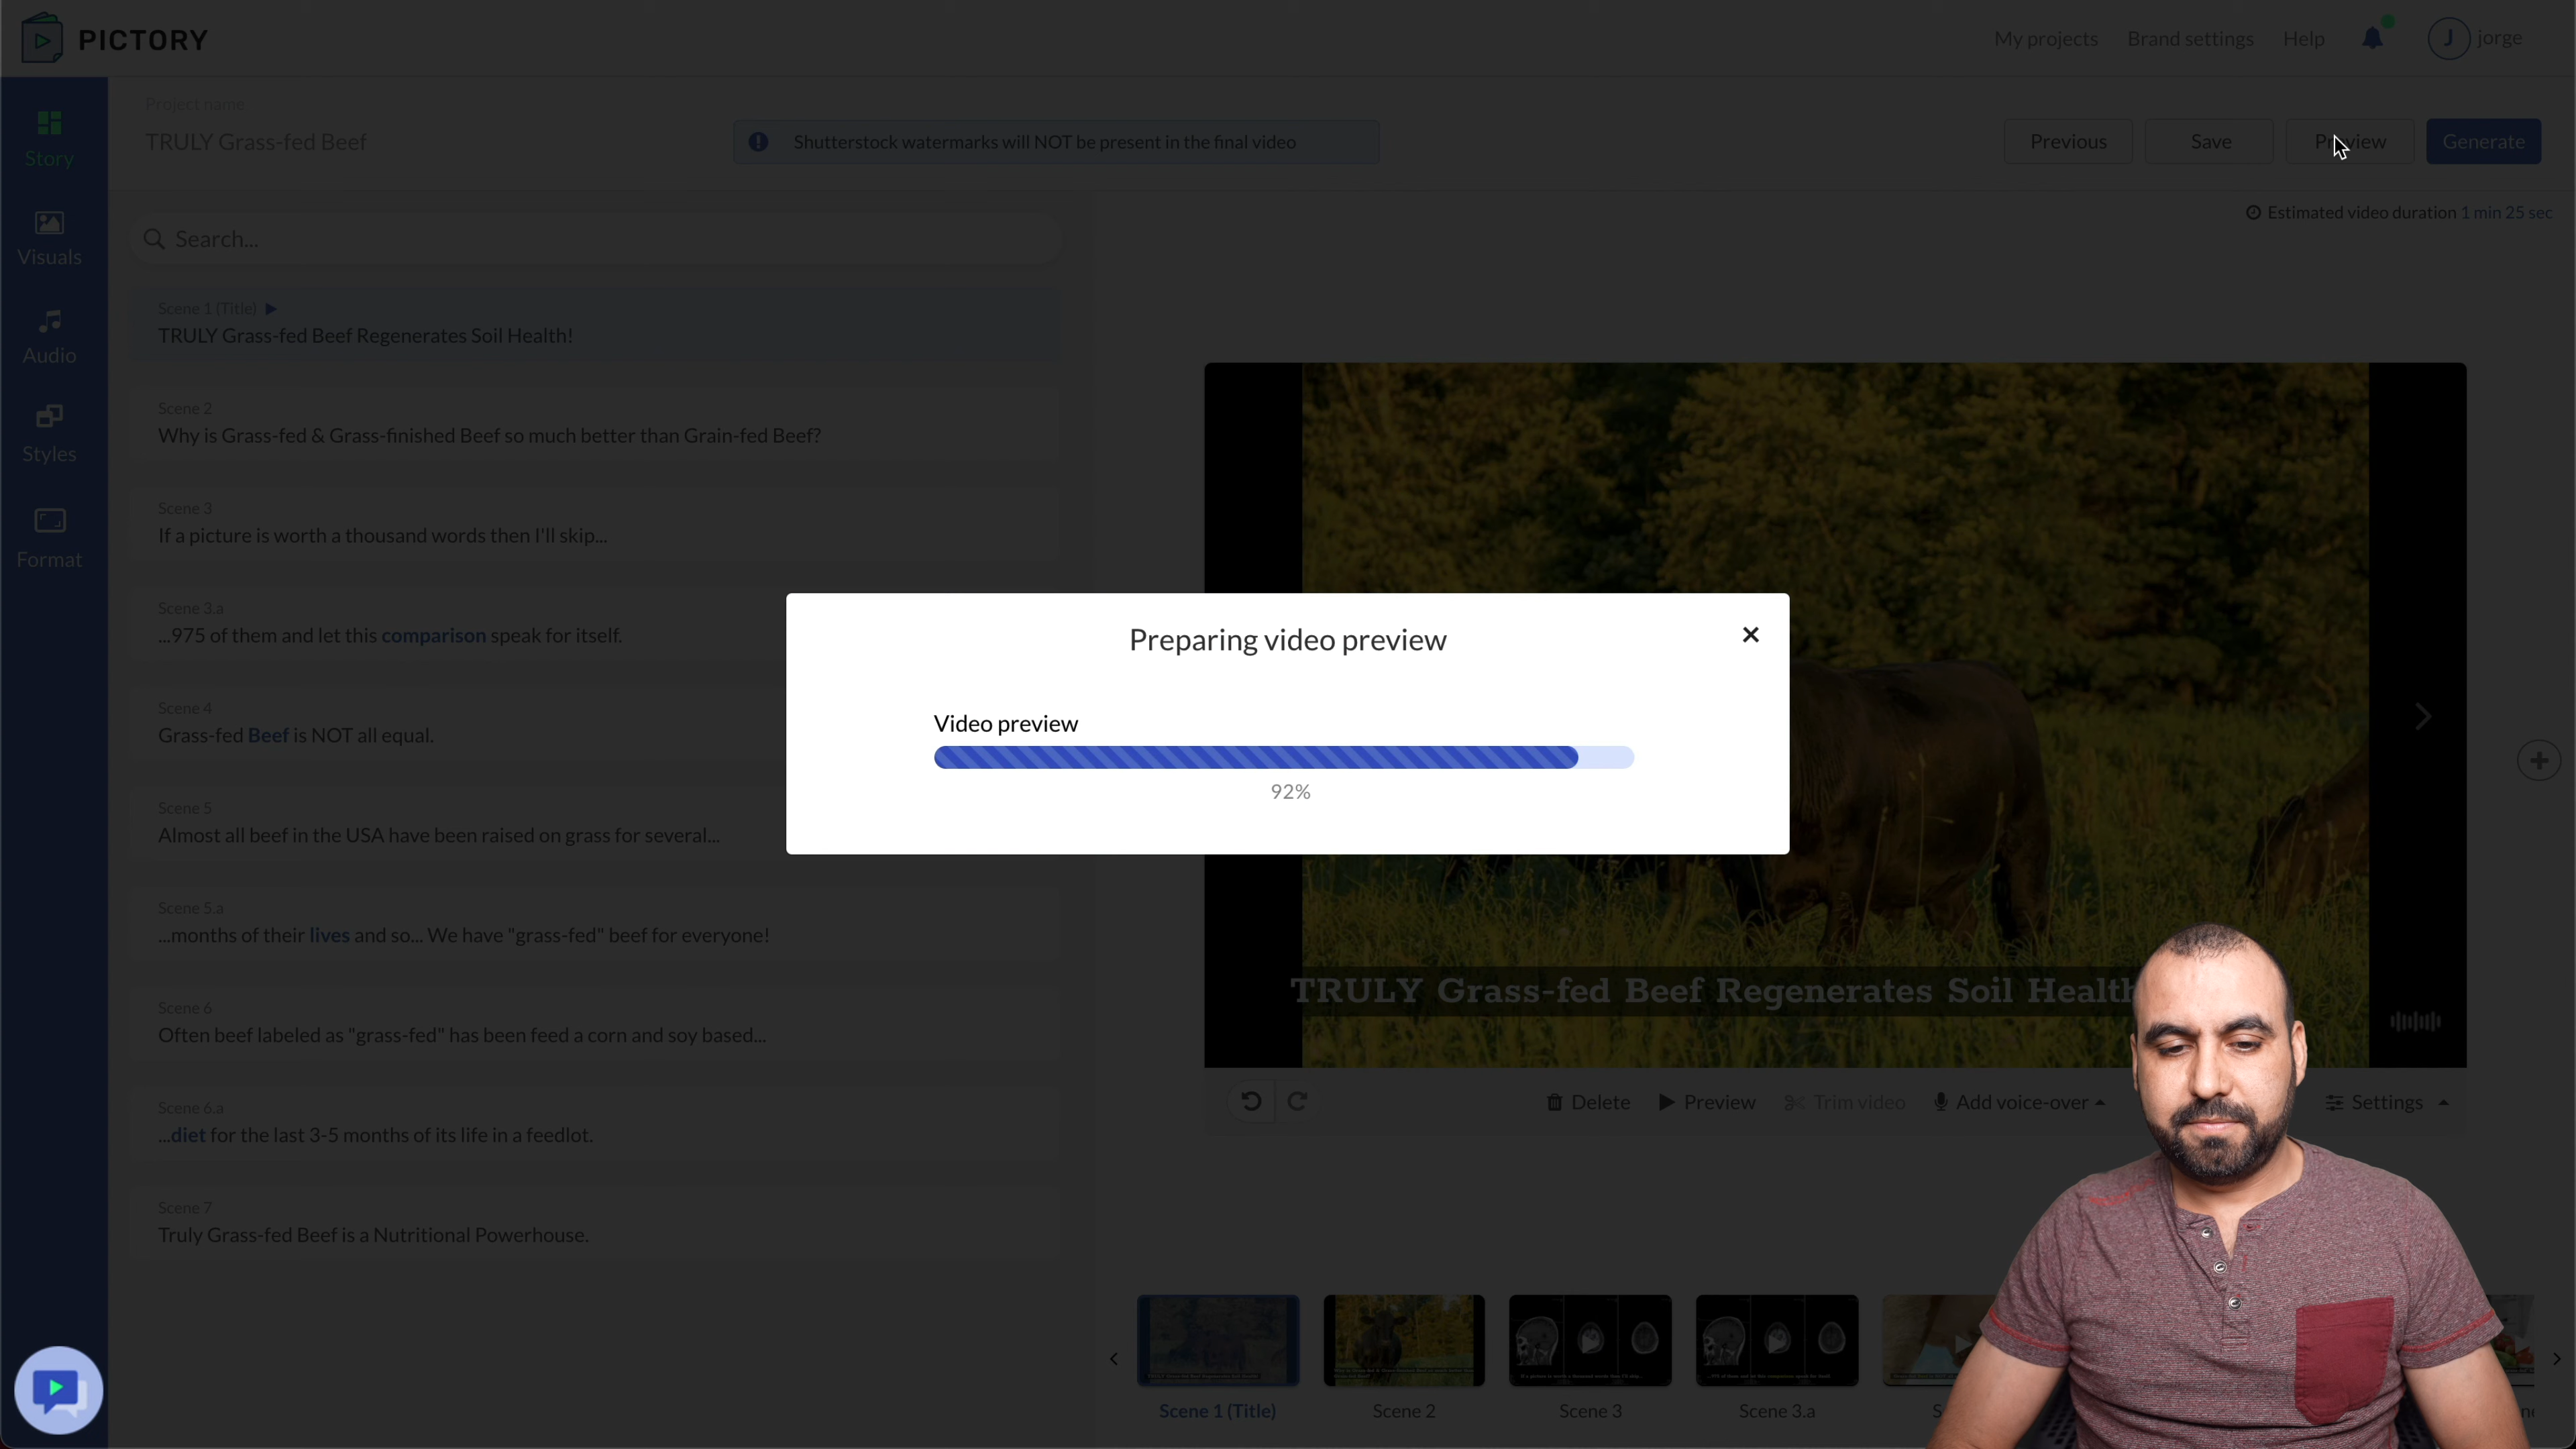 PICTORY
My projects
Brand settings
Help
J
jorge
Project name
TRULY Grass-fed Beef
Shutterstock watermarks will NOT be present in the final video
Previous
Save
Preview
Generate
Estimated video duration 1 min 25 sec
Story
Visuals
Audio
Styles
Format
Search...
Scene 1 (Title)
TRULY Grass-fed Beef Regenerates Soil Health!
Scene 2
Why is Grass-fed & Grass-finished Beef so much better than Grain-fed Beef?
Scene 3
If a picture is worth a thousand words then I'll skip...
Scene 3.a
...975 of them and let this comparison speak for itself.
Scene 4
Grass-fed Beef is NOT all equal.
Scene 5
Almost all beef in the USA have been raised on grass for several...
Scene 5.a
...months of their lives and so... We have "grass-fed" beef for everyone!
Scene 6
Often beef labeled as "grass-fed" has been feed a corn and soy based...
Scene 6.a
...diet for the last 3-5 months of its life in a feedlot.
Scene 7
Truly Grass-fed Beef is a Nutritional Powerhouse.
Preparing video preview
Video preview
92%
TRULY Grass-fed Beef Regenerates Soil Health
Delete
Preview
Trim video
Add voice-over
Settings
Scene 1 (Title)
Scene 2
Scene 3
Scene 3.a